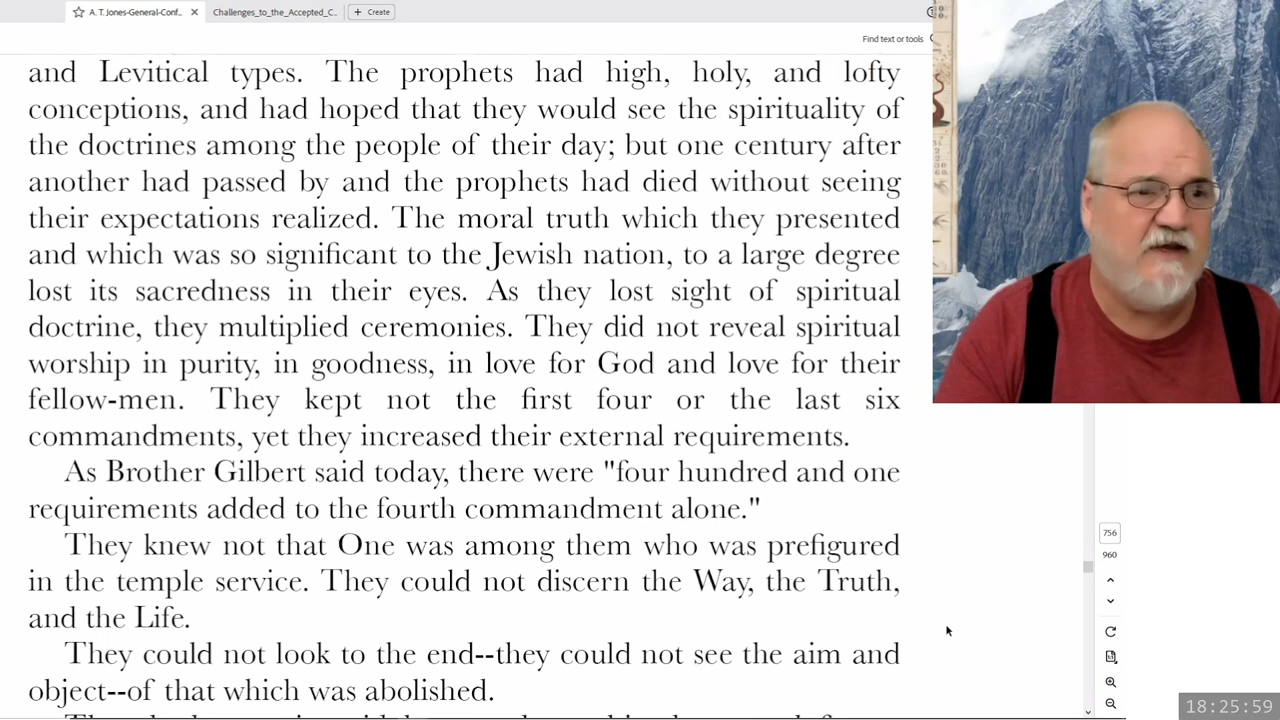 A. T. Jones-General-Conf...
Challenges_to_the_Accepted_C...
+ Create
Find text or tools
and Levitical types. The prophets had high, holy, and lofty
conceptions, and had hoped that they would see the spirituality of
the doctrines among the people of their day; but one century after
another had passed by and the prophets had died without seeing
their expectations realized. The moral truth which they presented
and which was so significant to the Jewish nation, to a large degree
lost its sacredness in their eyes. As they lost sight of spiritual
doctrine, they multiplied ceremonies. They did not reveal spiritual
worship in purity, in goodness, in love for God and love for their
fellow-men. They kept not the first four or the last six
commandments, yet they increased their external requirements.
As Brother Gilbert said today, there were "four hundred and one
requirements added to the fourth commandment alone."
They knew not that One was among them who was prefigured
in the temple service. They could not discern the Way, the Truth,
and the Life.
They could not look to the end--they could not see the aim and
object--of that which was abolished.
756
960
18:25:59